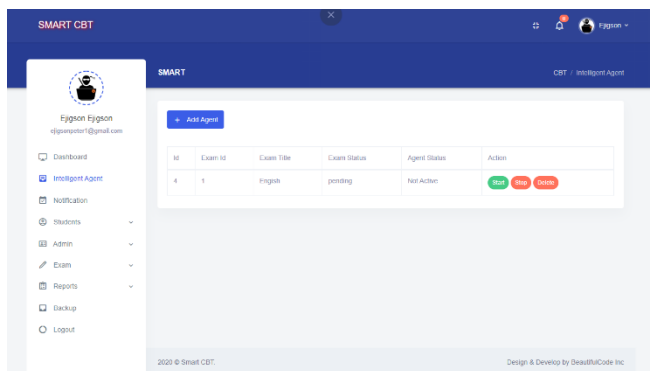 SMART CBT
Ejigson
SMART
CBT / Intelligent Agent
Ejigson Ejigson
ejigsonpeter1@gmail.com
+ Add Agent
Dashboard
Intelligent Agent
Notification
Students
Admin
Exam
Reports
Backup
Logout
Id Exam Id Exam Title Exam Status Agent Status Action
4 1 Engish pending Not Active Start Stop Delete
2020 © Smart CBT.
Design & Develop by BeautifulCode Inc